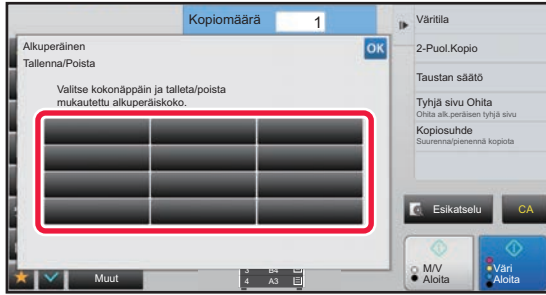 Kopiomäärä 1
Alkuperäinen
OK
Tallenna/Poista
Valitse kokonäppäin ja talleta/poista
mukautettu alkuperäiskoko.
Väritila
2-Puol.Kopio
Taustan säätö
Tyhjä sivu Ohita
Ohita alk.peräisen tyhjä sivu
Kopiosuhde
Suurenna/pienennä kopiota
Esikatselu
CA
M/V
Aloita
Väri
Aloita
Muut
3 B4
4 A3